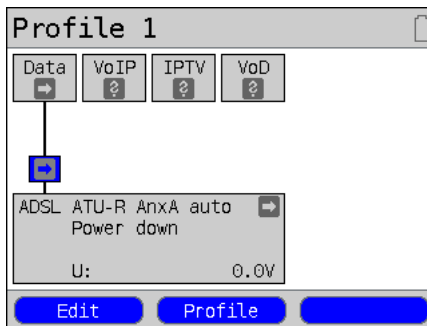 Profile 1
Data VoIP IPTV VoD
? ? ?
ADSL ATU-R AnxA auto
Power down
U: 0.0V
Edit Profile